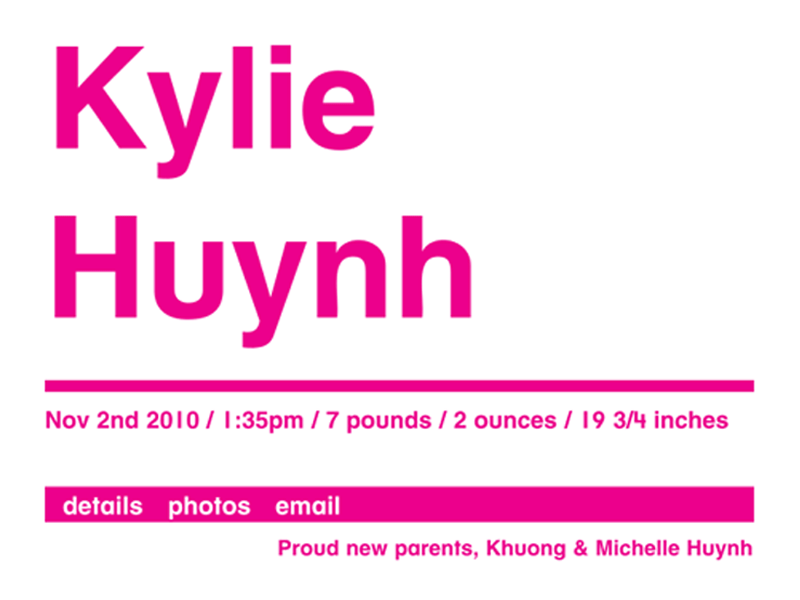 Kylie
Huynh
Nov 2nd 2010 / 1:35pm / 7 pounds / 2 ounces / 19 3/4 inches
details photos email
Proud new parents, Khuong & Michelle Huynh